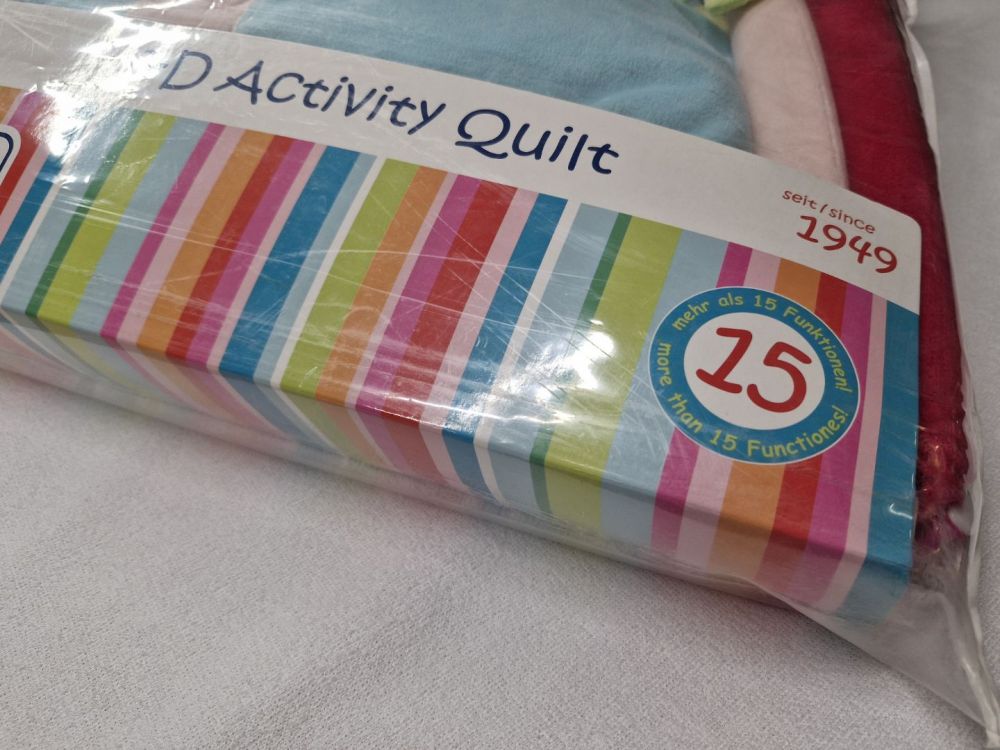 D Activity Quilt
seit/since
1949
mehr als 15 Funktionen!
15
more than 15 Functiones!